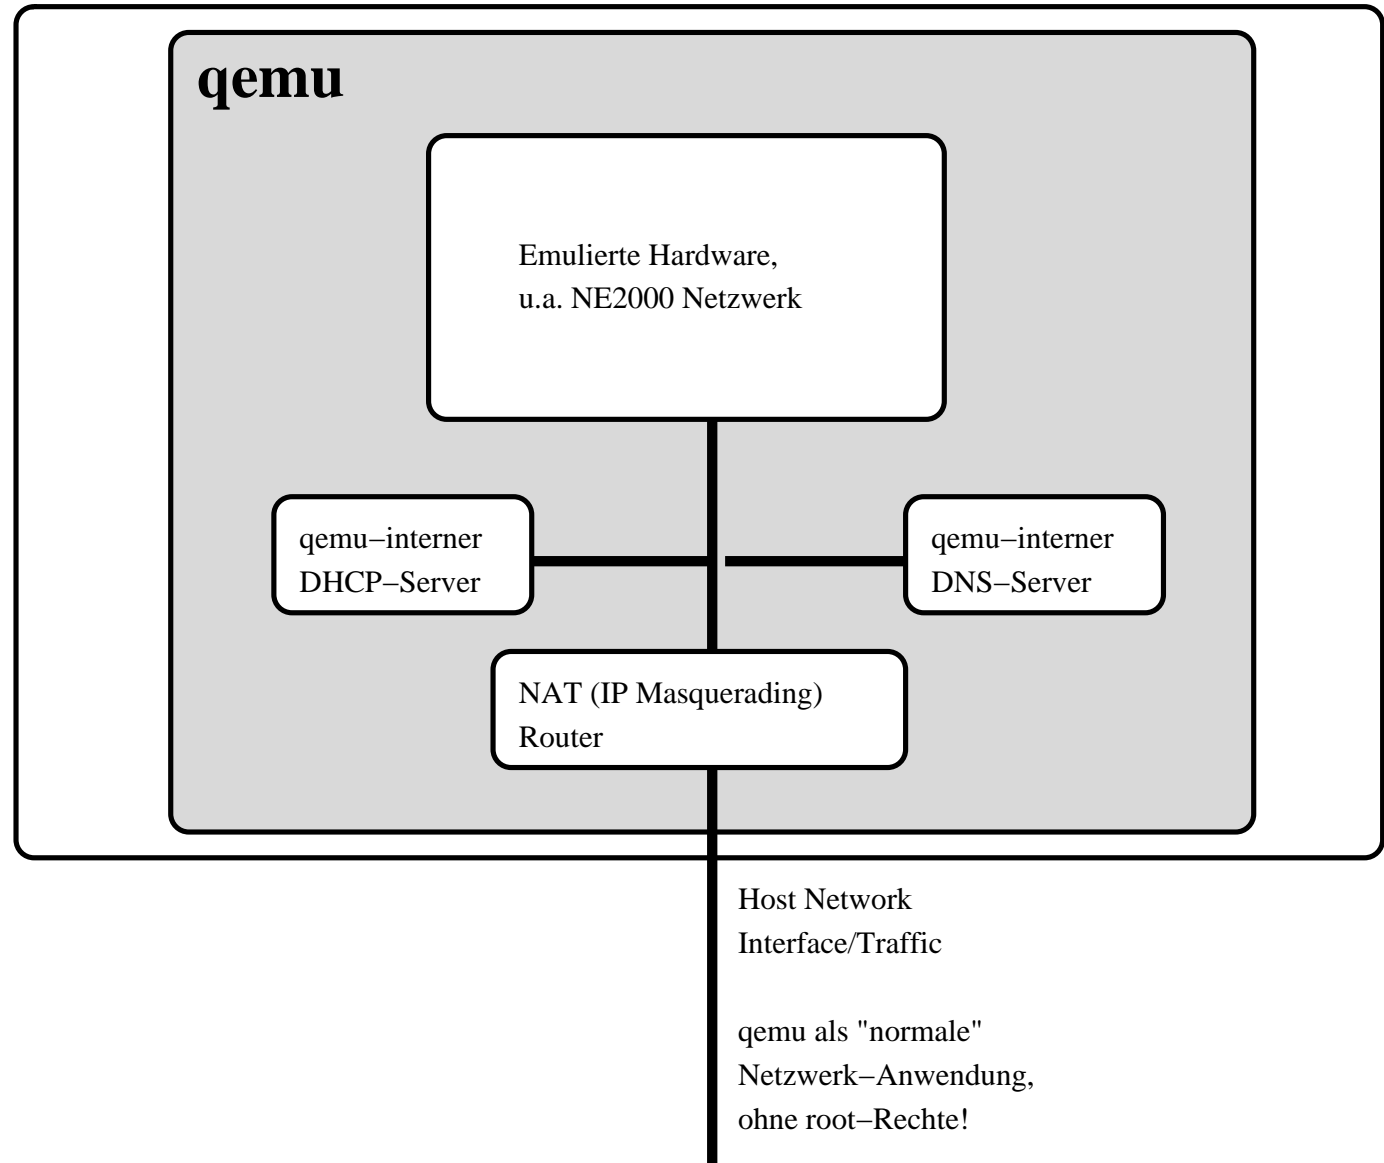 qemu
Emulierte Hardware,
u.a. NE2000 Netzwerk
qemu−interner
DHCP−Server
qemu−interner
DNS−Server
NAT (IP Masquerading)
Router
Host Network
Interface/Traffic
qemu als "normale"
Netzwerk−Anwendung,
ohne root−Rechte!